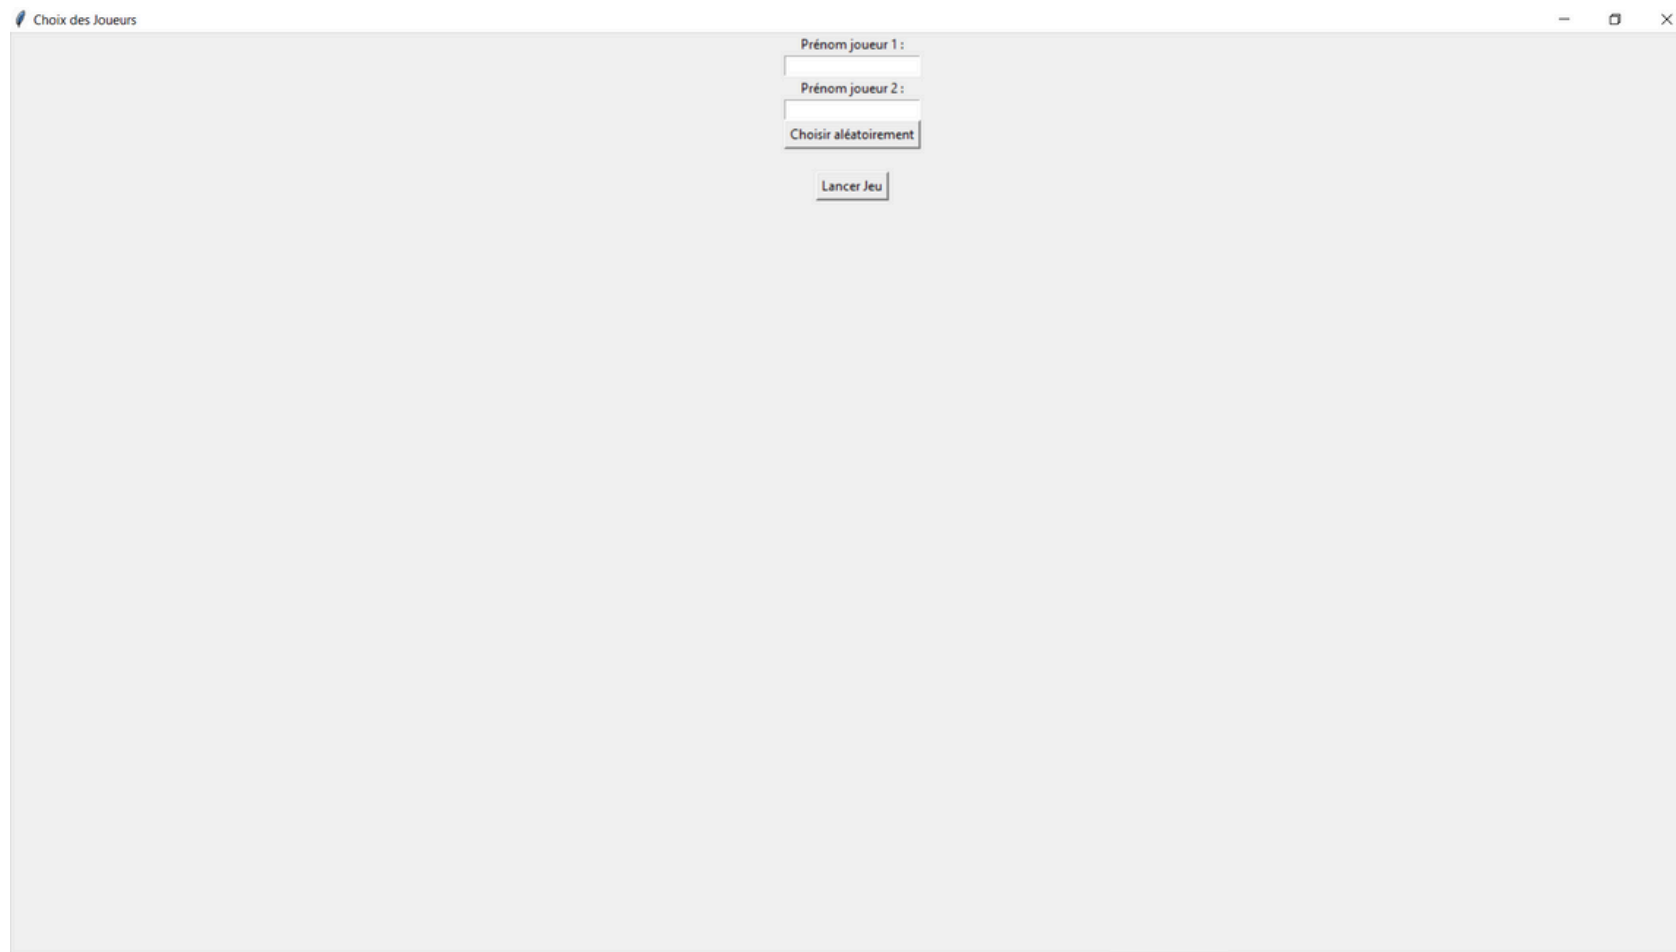 Choix des Joueurs
Prénom joueur 1 :
Prénom joueur 2 :
Choisir aléatoirement
Lancer Jeu